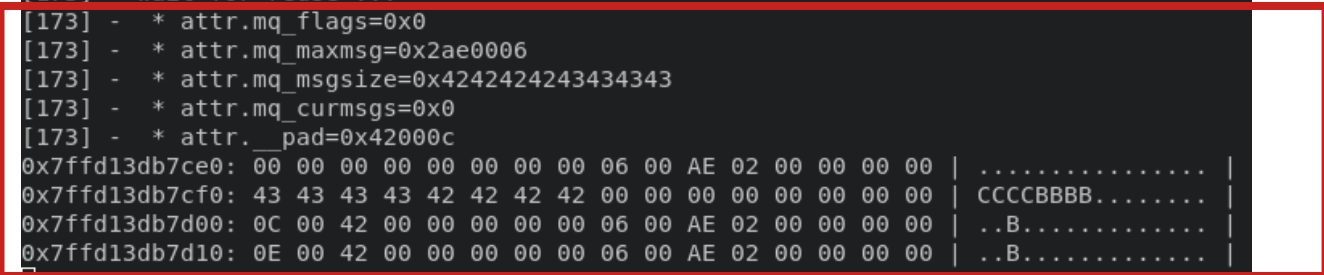 [173] -  * attr.mq_flags=0x0
[173] -  * attr.mq_maxmsg=0x2ae0006
[173] -  * attr.mq_msgsize=0x4242424243434343
[173] -  * attr.mq_curmsgs=0x0
[173] -  * attr.__pad=0x42000c
0x7ffd13db7ce0: 00 00 00 00 00 00 00 00 06 00 AE 02 00 00 00 00 | ................ |
0x7ffd13db7cf0: 43 43 43 43 42 42 42 42 00 00 00 00 00 00 00 00 | CCCCBBBB........ |
0x7ffd13db7d00: 0C 00 42 00 00 00 00 00 06 00 AE 02 00 00 00 00 | ..B............. |
0x7ffd13db7d10: 0E 00 42 00 00 00 00 00 06 00 AE 02 00 00 00 00 | ..B............. |